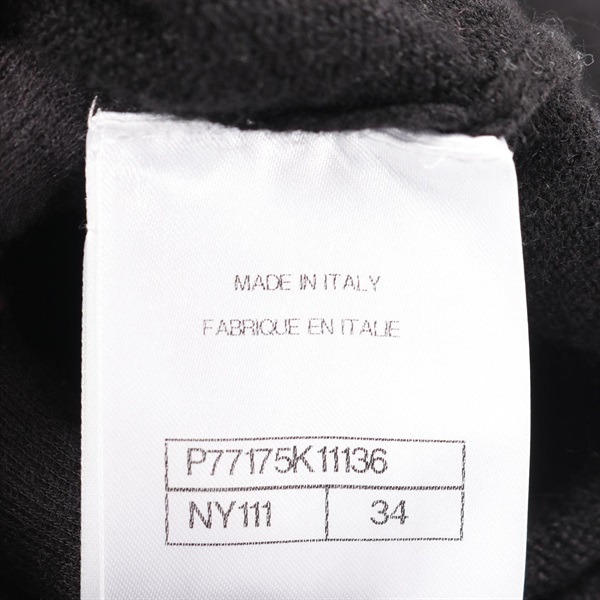 MADE IN ITALY
FABRIQUE EN ITALIE
P77175K11136
NY111 34